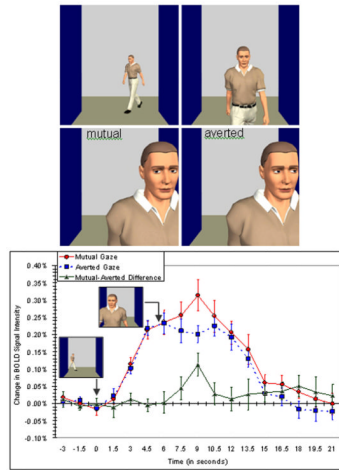 mutual averted
Mutual Gaze
Averted Gaze
Mutual-Averted Difference
Change in BOLD Signal Intensity
0.40%
0.35%
0.30%
0.25%
0.20%
0.15%
0.10%
0.05%
0.00%
-0.05%
-0.10%
-3 -1.5 0 1.5 3 4.5 6 7.5 9 10.5 12 13.5 15 16.5 18 19.5 21
Time (in seconds)